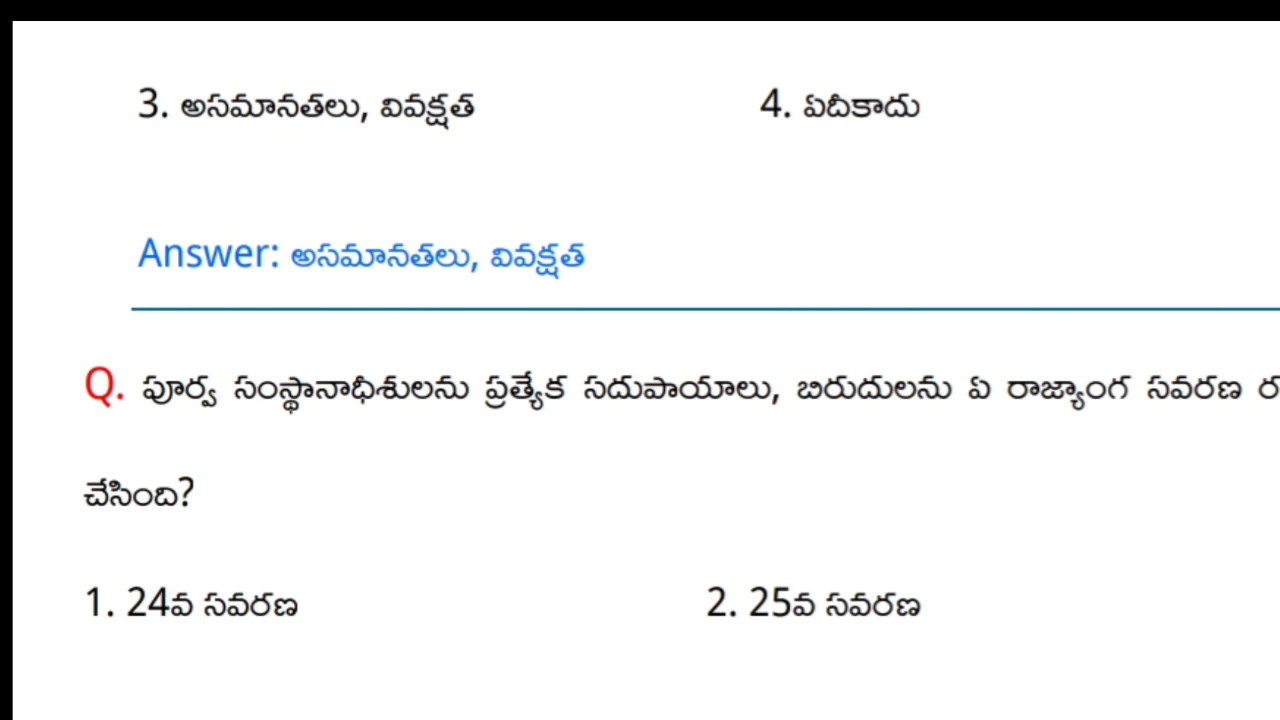 3. అసమానతలు, వివక్షత 4. ఏదీకాదు
Answer: అసమానతలు, వివక్షత
Q. పూర్వ సంస్థానాధీశులను ప్రత్యేక సదుపాయాలు, బిరుదులను ఏ రాజ్యాంగ సవరణ
చేసింది?
1. 24వ సవరణ 2. 25వ సవరణ